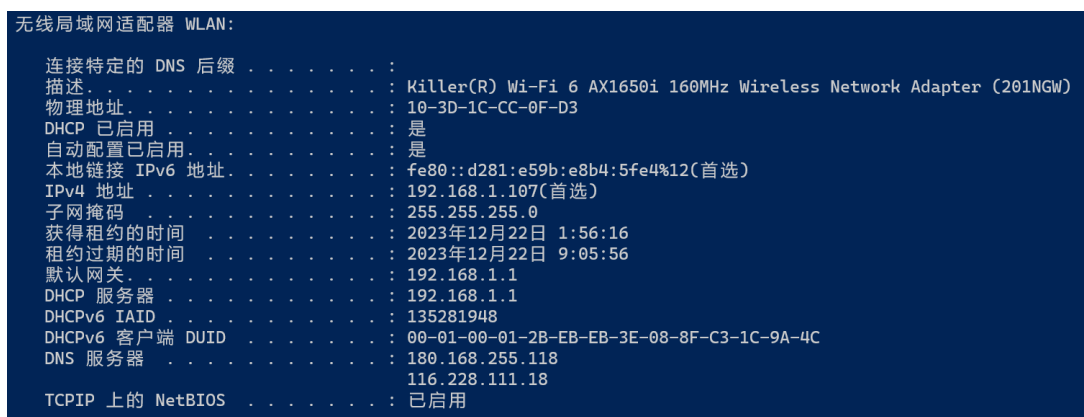 无线局域网适配器 WLAN:
连接特定的 DNS 后缀 . . . . . . . :
描述. . . . . . . . . . . . . . . : Killer(R) Wi-Fi 6 AX1650i 160MHz Wireless Network Adapter (201NGW)
物理地址. . . . . . . . . . . . . : 10-3D-1C-CC-0F-D3
DHCP 已启用 . . . . . . . . . . . : 是
自动配置已启用. . . . . . . . . . : 是
本地链接 IPv6 地址. . . . . . . . : fe80::d281:e59b:e8b4:5fe4%12(首选)
IPv4 地址 . . . . . . . . . . . . : 192.168.1.107(首选)
子网掩码  . . . . . . . . . . . . : 255.255.255.0
获得租约的时间  . . . . . . . . . : 2023年12月22日 1:56:16
租约过期的时间  . . . . . . . . . : 2023年12月22日 9:05:56
默认网关. . . . . . . . . . . . . : 192.168.1.1
DHCP 服务器 . . . . . . . . . . . : 192.168.1.1
DHCPv6 IAID . . . . . . . . . . . : 135281948
DHCPv6 客户端 DUID  . . . . . . . : 00-01-00-01-2B-EB-EB-3E-08-8F-C3-1C-9A-4C
DNS 服务器  . . . . . . . . . . . : 180.168.255.118
116.228.111.18
TCPIP 上的 NetBIOS  . . . . . . . : 已启用